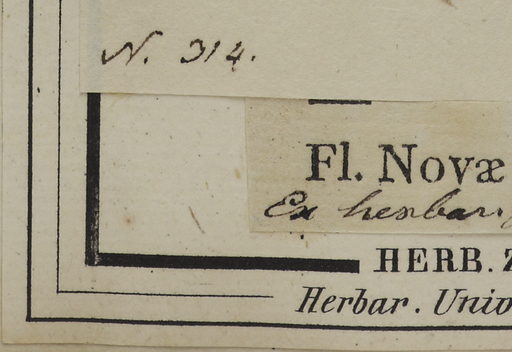 N. 314.
Fl. Novæ
Ex herbar.
HERB. Z
Herbar. Univ